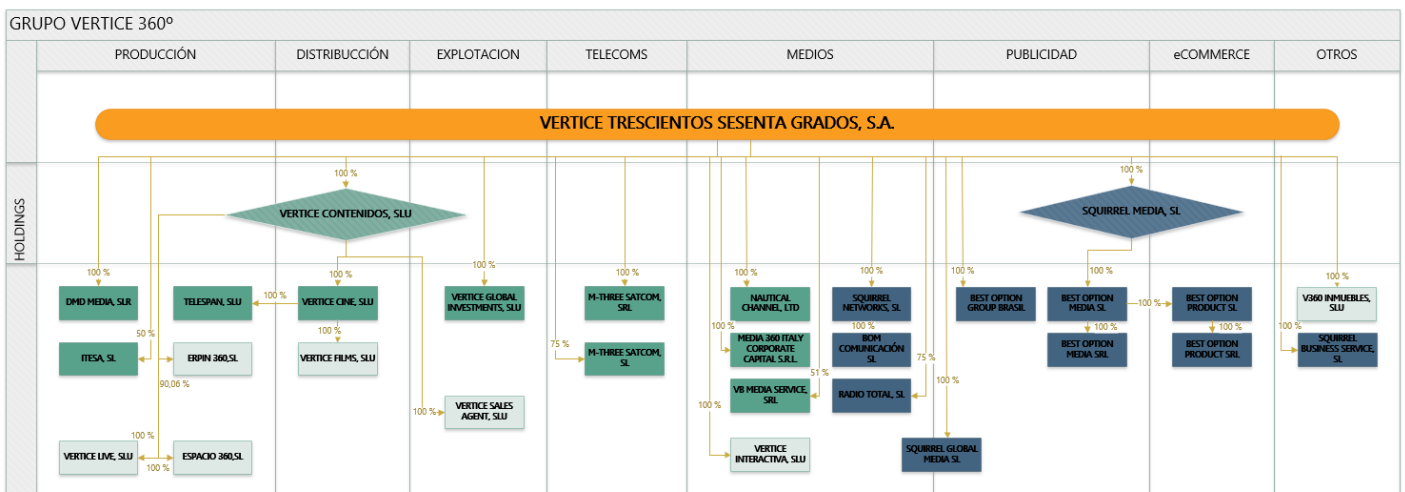 GRUPO VERTICE 360º
PRODUCCIÓN
DISTRIBUCCIÓN
EXPLOTACION
TELECOMS
MEDIOS
PUBLICIDAD
eCOMMERCE
OTROS
VERTICE TRESCIENTOS SESENTA GRADOS, S.A.
HOLDINGS
100 %
VERTICE CONTENIDOS, SLU
100 %
SQUIRREL MEDIA, SL
100 %
100 %
100 %
100 %
100 %
100 %
100 %
100 %
100 %
DMD MEDIA, SLR
TELESPAN, SLU
100 %
VERTICE CINE, SLU
VERTICE GLOBAL
INVESTMENTS, SLU
M-THREE SATCOM,
SRL
NAUTICAL
CHANNEL, LTD
SQUIRREL
NETWORKS, SL
BEST OPTION
GROUP BRASIL
BEST OPTION
MEDIA SL
100 %
BEST OPTION
PRODUCT SL
V360 INMUEBLES,
SLU
50 %
100 %
75 %
100 %
100 %
75 %
100 %
100 %
100 %
100 %
ITESA, SL
ERPIN 360,SL
VERTICE FILMS, SLU
M-THREE SATCOM,
SL
MEDIA 360 ITALY
CORPORATE
CAPITAL S.R.L.
BOM
COMUNICACIÓN
SL
BEST OPTION
MEDIA SRL
BEST OPTION
PRODUCT SRL
SQUIRREL
BUSINESS SERVICE,
SL
90,06 %
51 %
100 %
VERTICE SALES
AGENT, SLU
100 %
VB MEDIA SERVICE,
SRL
RADIO TOTAL, SL
100 %
VERTICE LIVE, SLU
100 %
ESPACIO 360,SL
VERTICE
INTERACTIVA, SLU
SQUIRREL GLOBAL
MEDIA SL